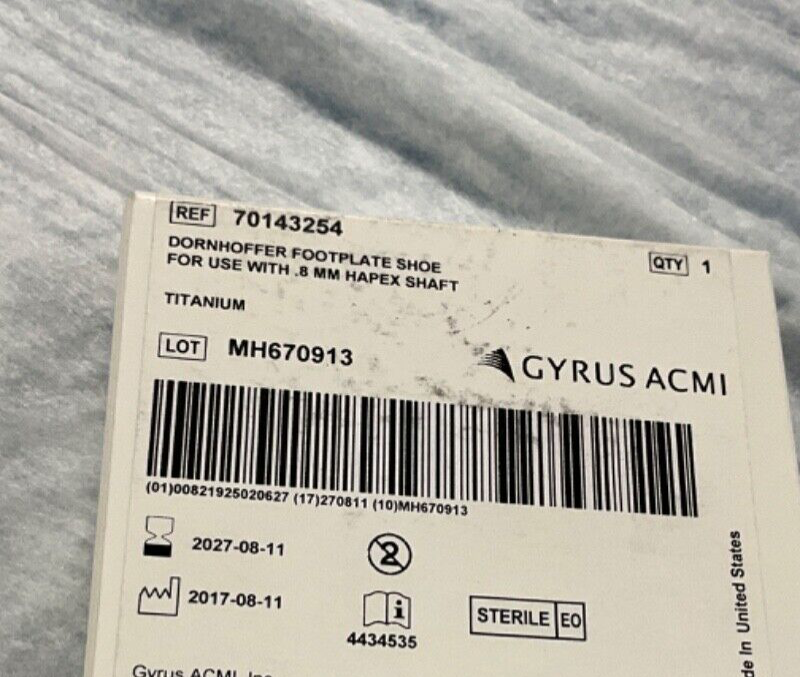 REF 70143254
DORNHOFFER FOOTPLATE SHOE
FOR USE WITH .8 MM HAPEX SHAFT
QTY 1
TITANIUM
LOT MH670913
GYRUS ACMI
(01)00821925020627 (17)270811 (10)MH670913
2027-08-11
2
2017-08-11
i
4434535
STERILE EO
In United States
Gyrus ACMI